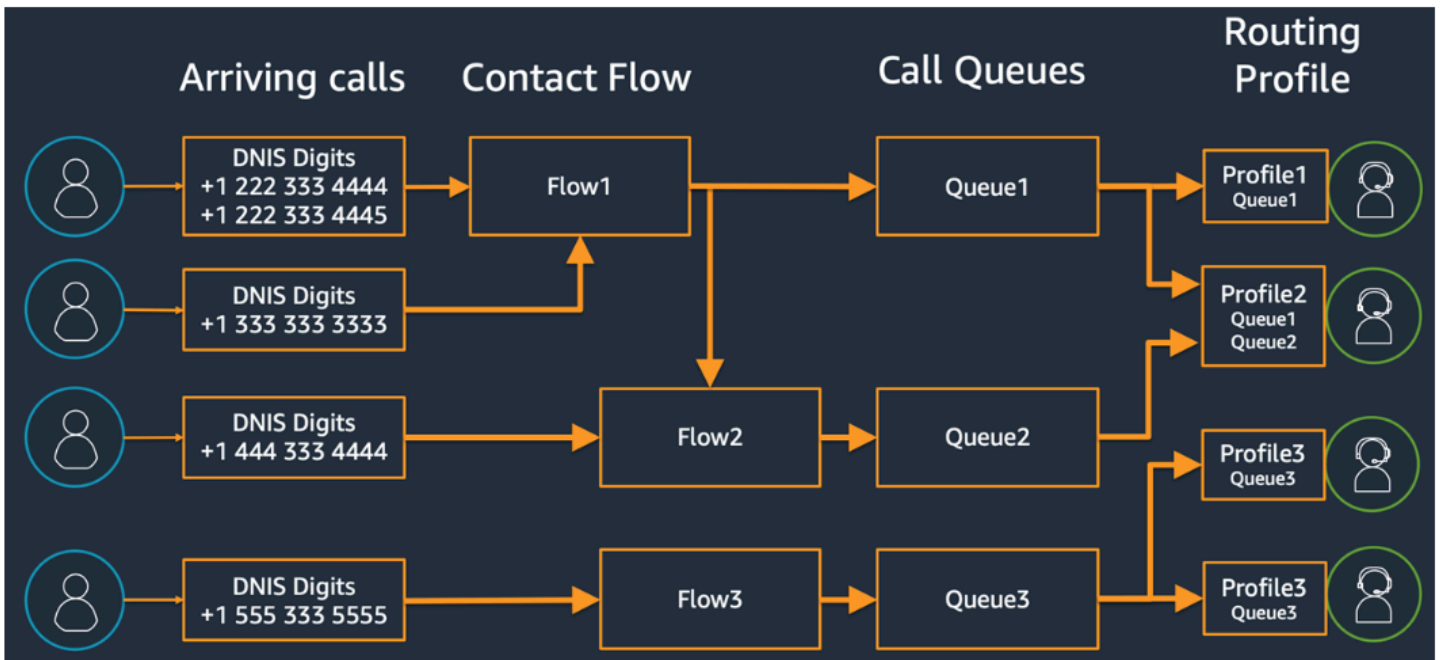 Arriving calls
Contact Flow
Call Queues
Routing
Profile
DNIS Digits
+1 222 333 4444
+1 222 333 4445
Flow1
Queue1
Profile1
Queue1
DNIS Digits
+1 333 333 3333
Profile2
Queue1
Queue2
DNIS Digits
+1 444 333 4444
Flow2
Queue2
Profile3
Queue3
DNIS Digits
+1 555 333 5555
Flow3
Queue3
Profile3
Queue3